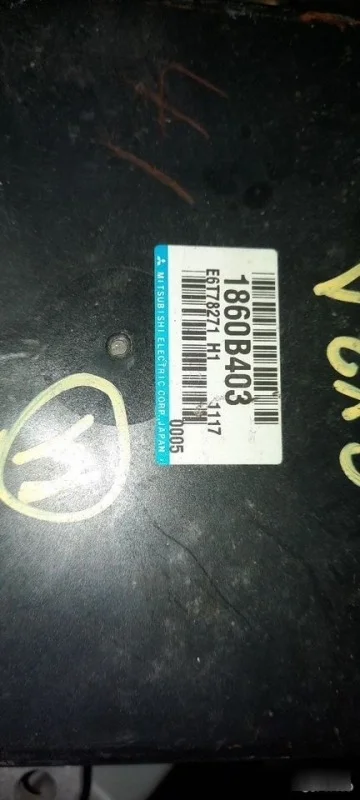 1860B403
E6T78271 H1
1117
0005
MITSUBISHI ELECTRIC CORP. JAPAN